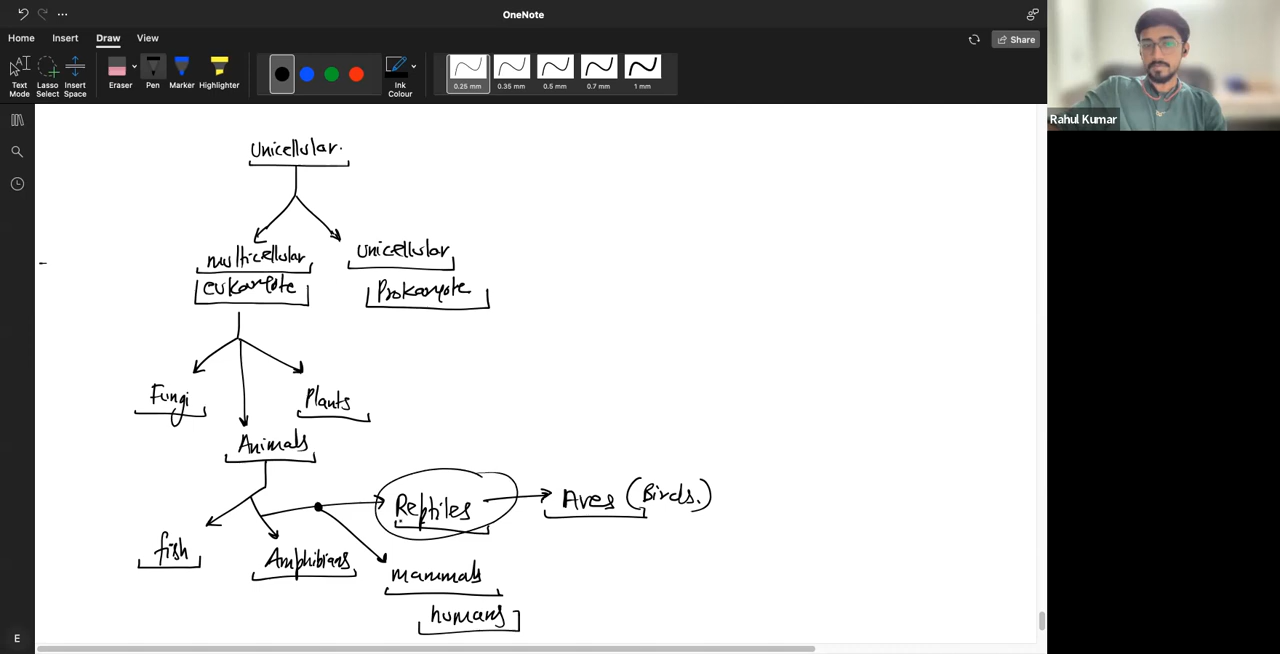 OneNote
Home Insert Draw View
Share
Text Mode
Lasso Select
Insert Space
Eraser
Pen
Marker
Highlighter
Ink Colour
0.25 mm
0.35 mm
0.5 mm
0.7 mm
1 mm
Rahul Kumar
Unicellular.
multicellular
eukaryote
Unicellular
Prokaryote
Fungi
Plants
Animals
Reptiles
Aves (Birds.)
fish
Amphibians
mammals
humans
E